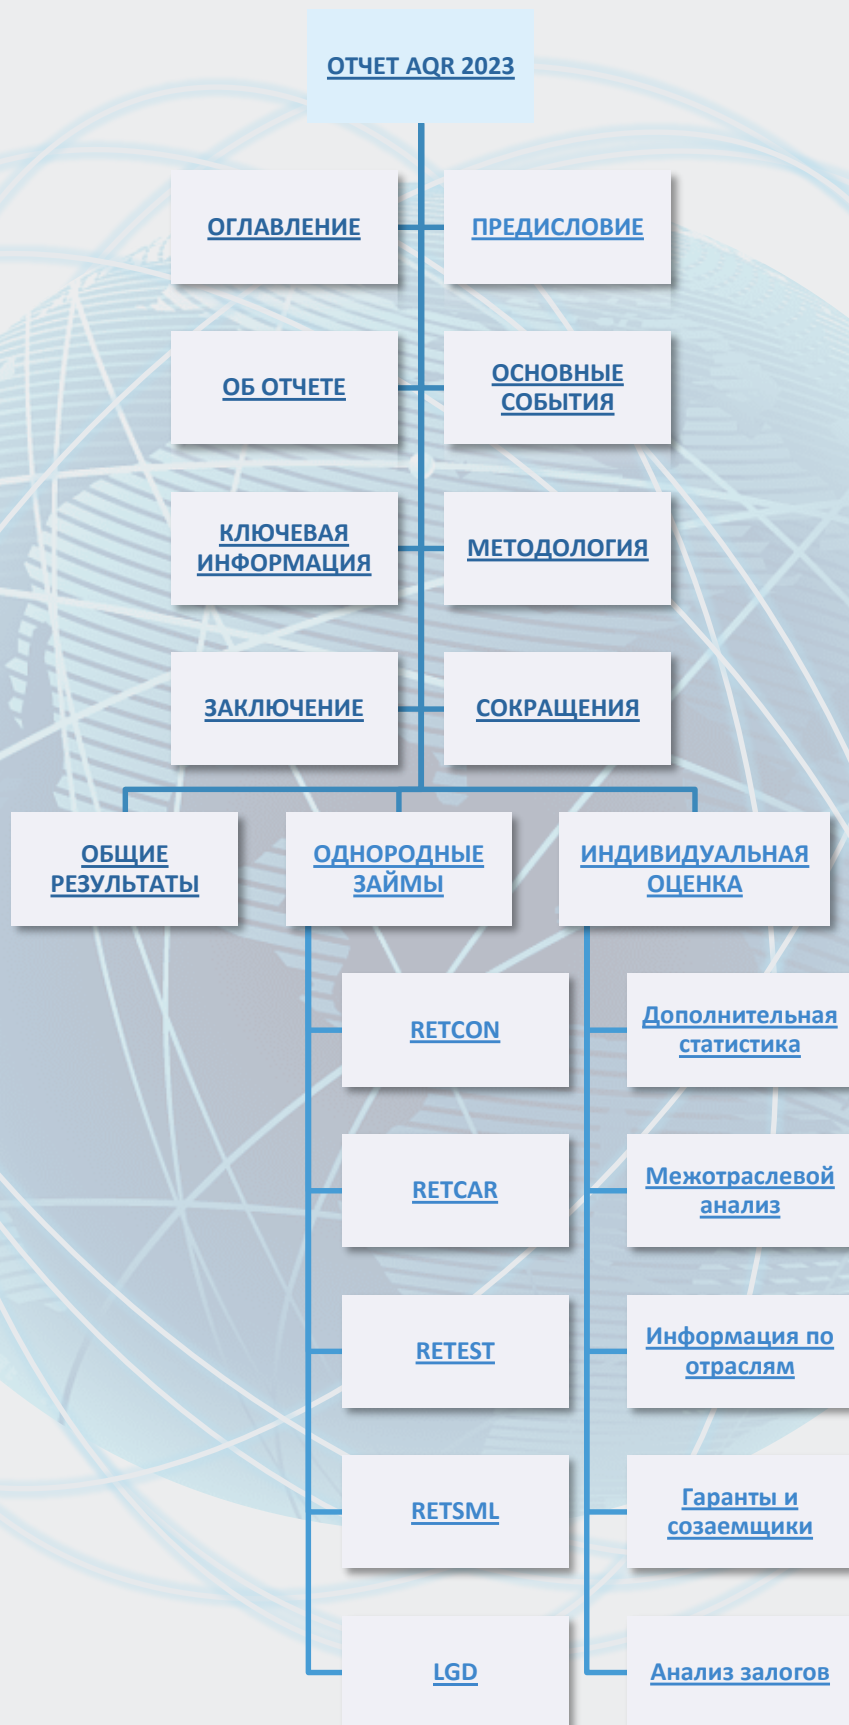 ОТЧЕТ AQR 2023
ОГЛАВЛЕНИЕ
ПРЕДИСЛОВИЕ
ОБ ОТЧЕТЕ
ОСНОВНЫЕ
СОБЫТИЯ
КЛЮЧЕВАЯ
ИНФОРМАЦИЯ
МЕТОДОЛОГИЯ
ЗАКЛЮЧЕНИЕ
СОКРАЩЕНИЯ
ОБЩИЕ
РЕЗУЛЬТАТЫ
ОДНОРОДНЫЕ
ЗАЙМЫ
ИНДИВИДУАЛЬНАЯ
ОЦЕНКА
RETCON
Дополнительная
статистика
RETCAR
Межотраслевой
анализ
RETEST
Информация по
отраслям
RETSML
Гаранты и
созаемщики
LGD
Анализ залогов